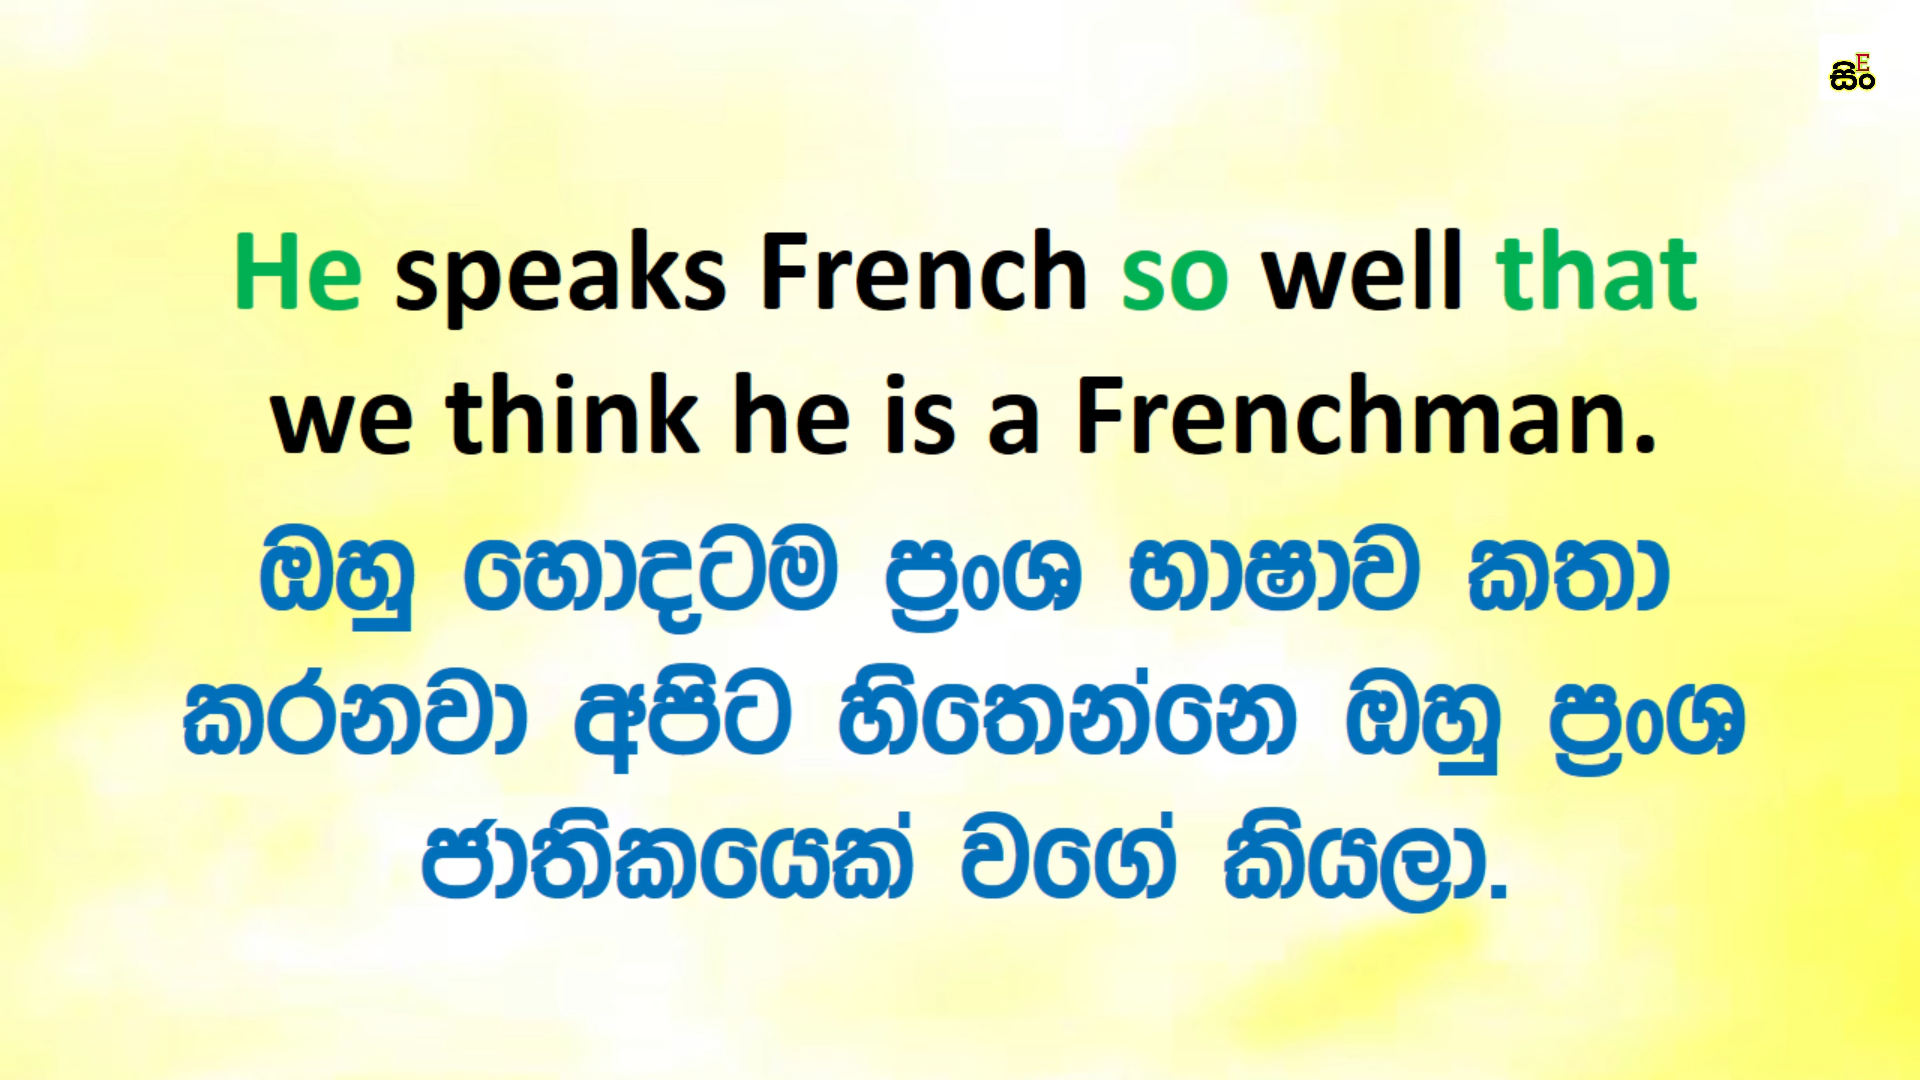 සිංE
He speaks French so well that
we think he is a Frenchman.
ඔහු හොදටම ප්‍රංශ භාෂාව කතා
කරනවා අපිට හිතෙන්නෙ ඔහු ප්‍රංශ
ජාතිකයෙක් වගේ කියලා.